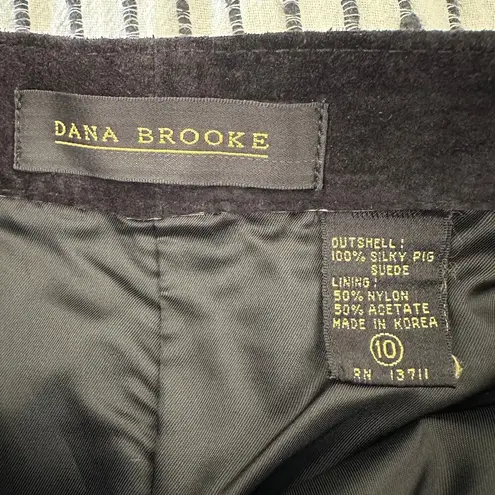 DANA BROOKE
OUTSHELL:
100% SILKY PIG
SUEDE
LINING:
50% NYLON
50% ACETATE
MADE IN KOREA
10
RN 13711